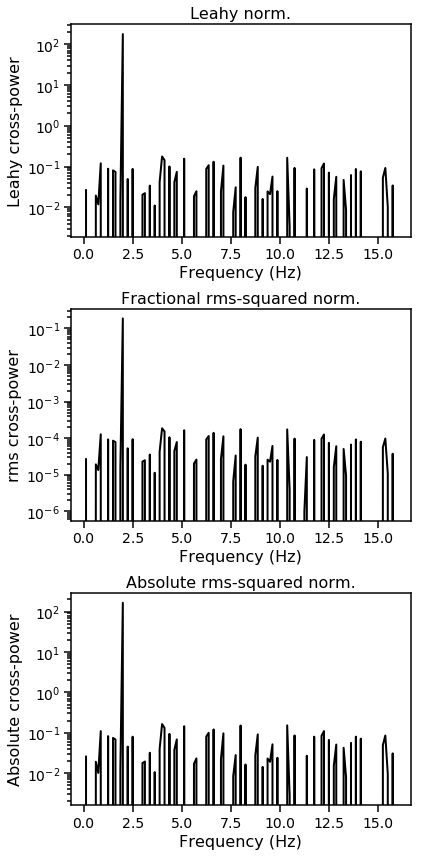 Leahy norm.
Leahy cross-power
10²
10¹
10⁰
10⁻¹
10⁻²
0.0 2.5 5.0 7.5 10.0 12.5 15.0
Frequency (Hz)
Fractional rms-squared norm.
rms cross-power
10⁻¹
10⁻²
10⁻³
10⁻⁴
10⁻⁵
10⁻⁶
0.0 2.5 5.0 7.5 10.0 12.5 15.0
Frequency (Hz)
Absolute rms-squared norm.
Absolute cross-power
10²
10¹
10⁰
10⁻¹
10⁻²
0.0 2.5 5.0 7.5 10.0 12.5 15.0
Frequency (Hz)